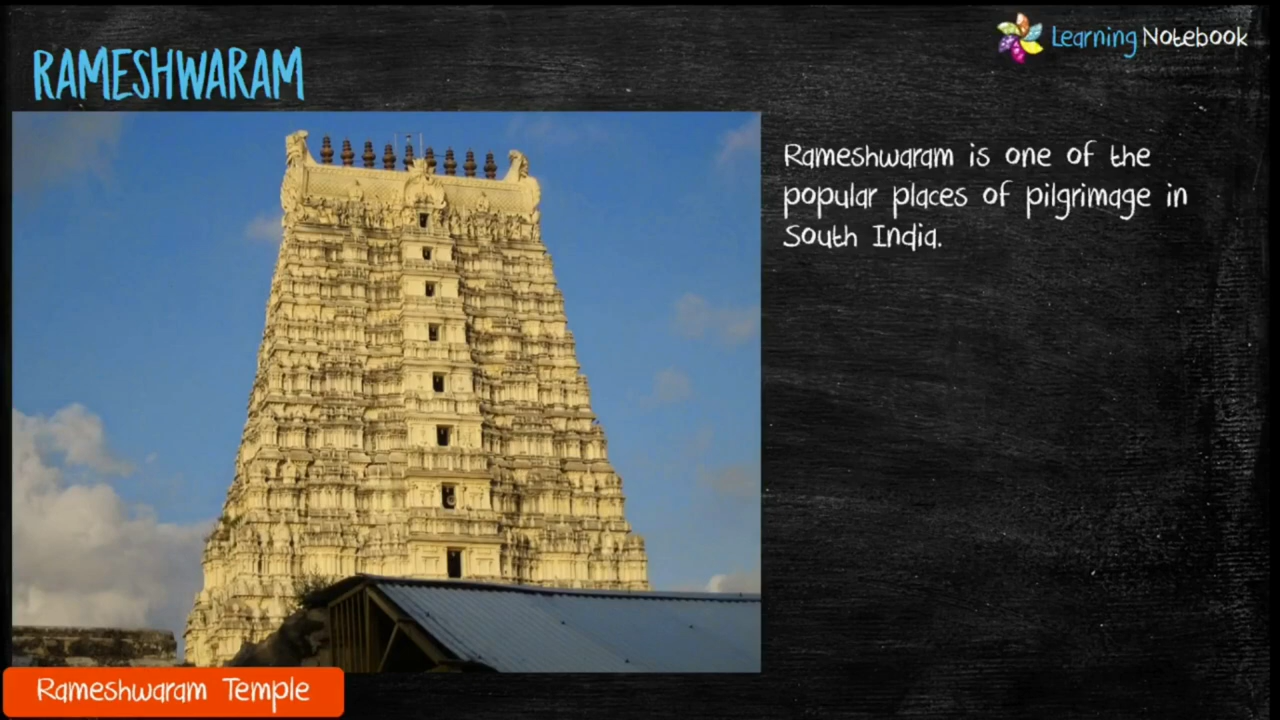 RAMESHWARAM
Learning Notebook
Rameshwaram is one of the
popular places of pilgrimage in
South India.
Rameshwaram Temple